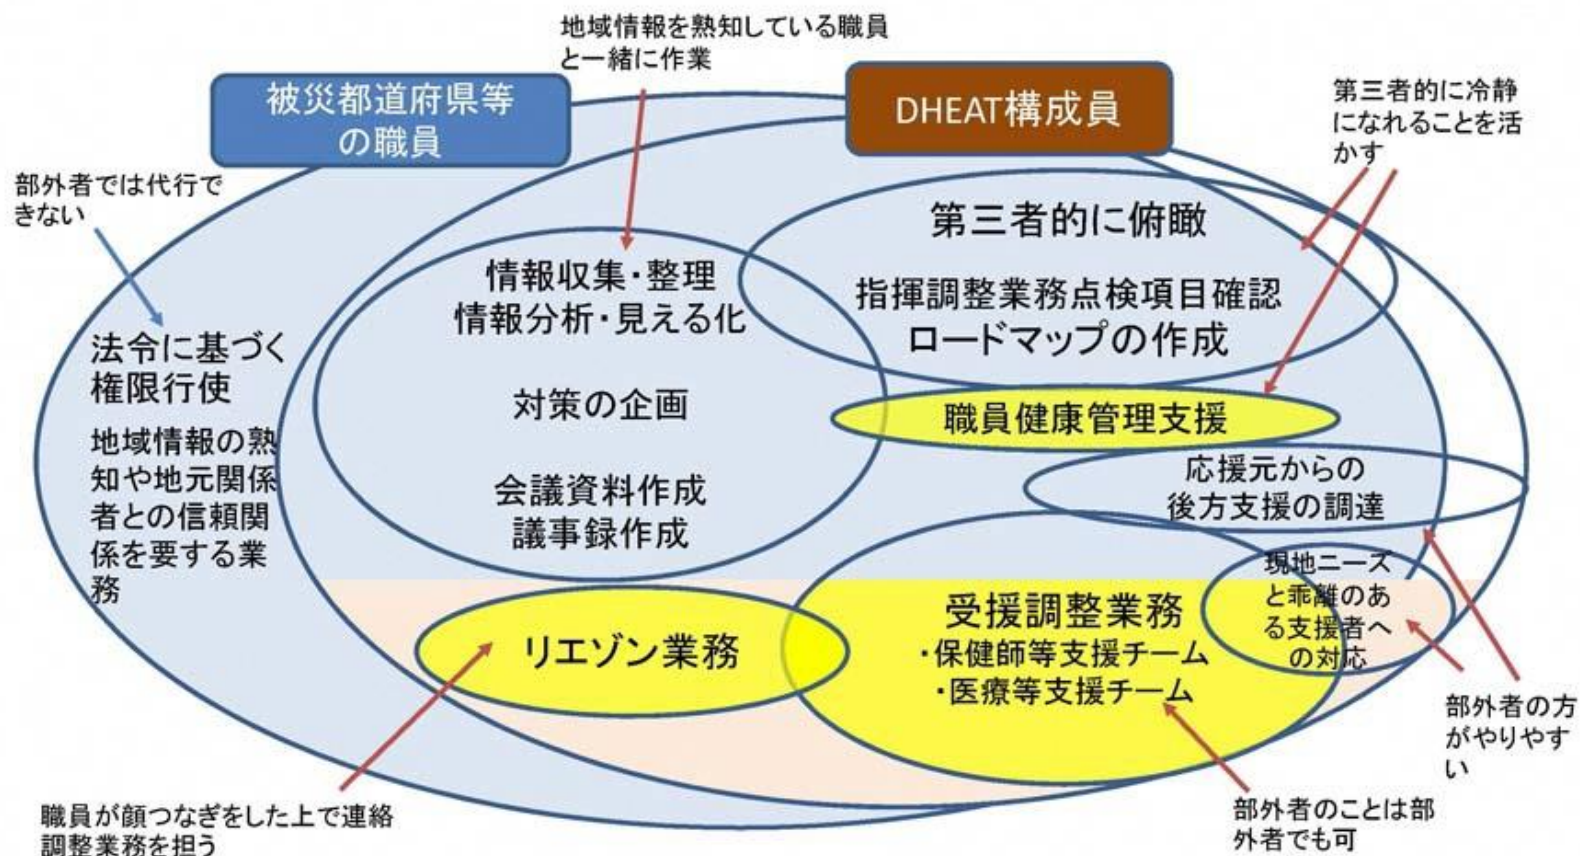 地域情報を熟知している職員
と一緒に作業
被災都道府県等
の職員
DHEAT構成員
第三者的に冷静
になれることを活
かす
部外者では代行で
きない
第三者的に俯瞰
情報収集・整理
情報分析・見える化
指揮調整業務点検項目確認
ロードマップの作成
法令に基づく
権限行使
対策の企画
職員健康管理支援
地域情報の熟
知や地元関係
者との信頼関
係を要する業
務
会議資料作成
議事録作成
応援元からの
後方支援の調達
現地ニーズ
と乖離のあ
る支援者へ
の対応
リエゾン業務
受援調整業務
・保健師等支援チーム
・医療等支援チーム
部外者の方
がやりやす
い
職員が顔つなぎをした上で連絡
調整業務を担う
部外者のことは部
外者でも可